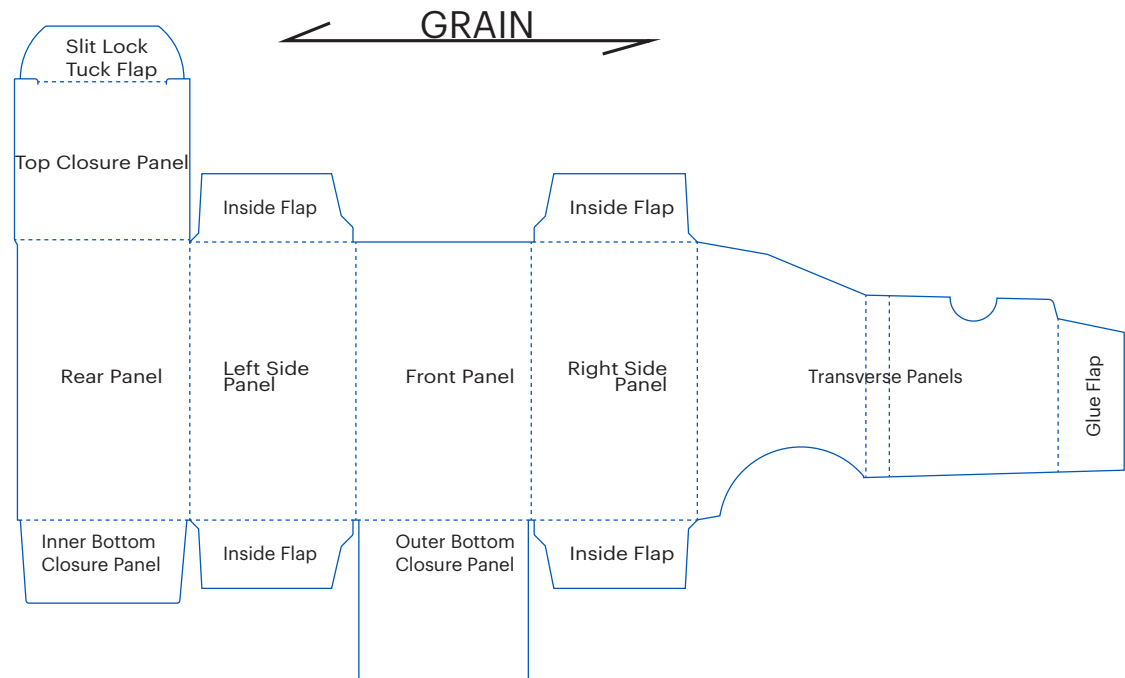 GRAIN
Slit Lock
Tuck Flap
Top Closure Panel
Inside Flap
Inside Flap
Rear Panel
Left Side
Panel
Front Panel
Right Side
Panel
Transverse Panels
Glue Flap
Inner Bottom
Closure Panel
Inside Flap
Outer Bottom
Closure Panel
Inside Flap